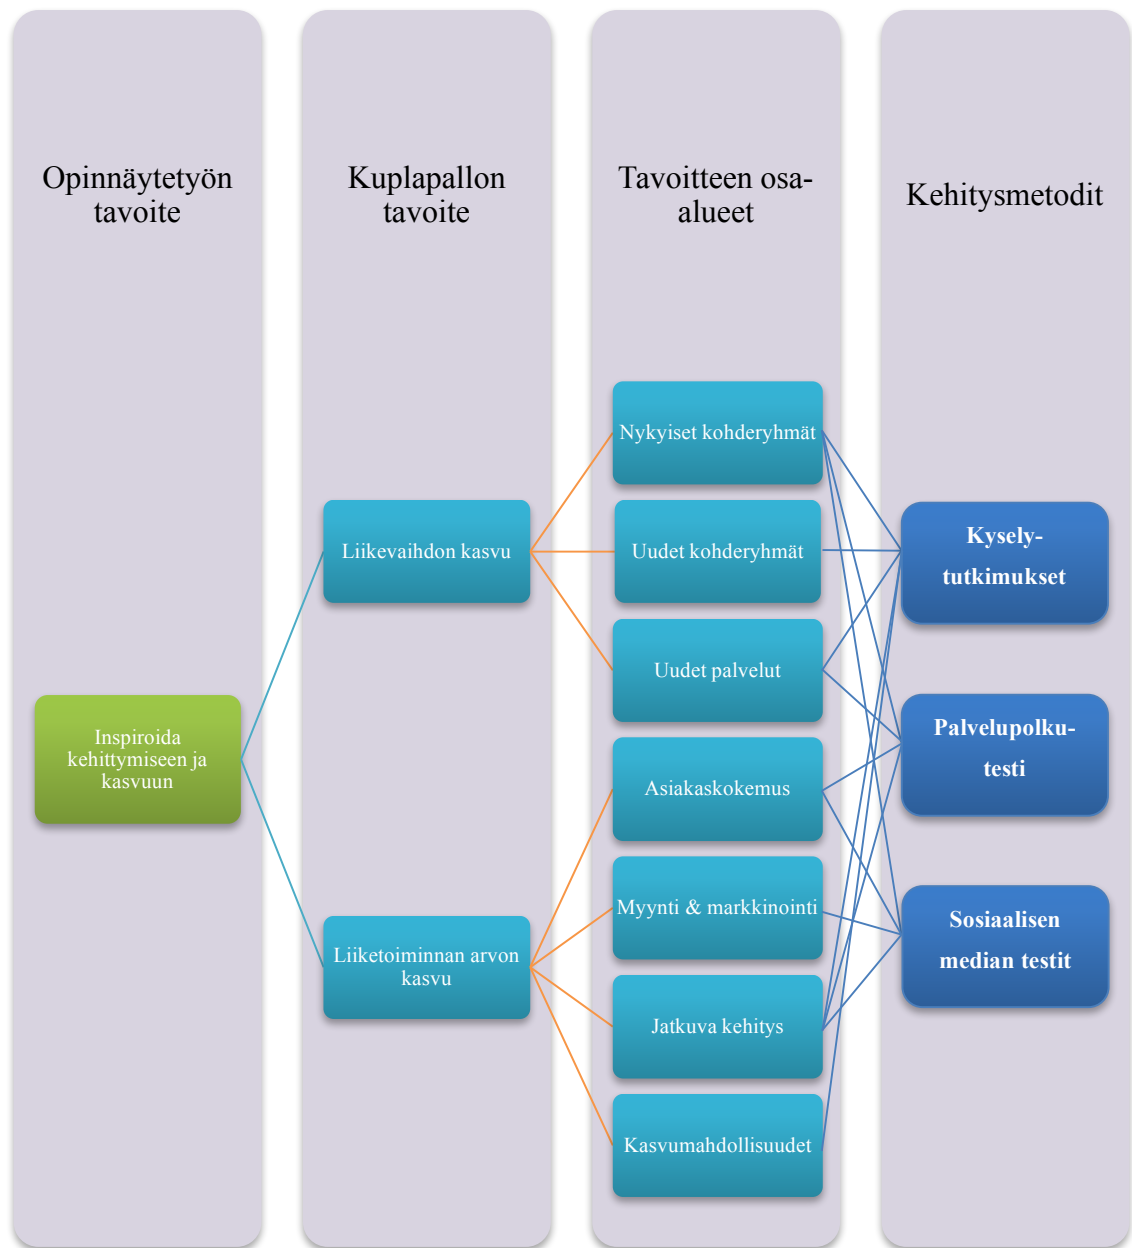 Opinnäytetyön
tavoite
Kuplapallon
tavoite
Tavoitteen osa-
alueet
Kehitysmetodit
Inspiroida
kehittymiseen ja
kasvuun
Liikevaihdon kasvu
Liiketoiminnan arvon
kasvu
Nykyiset kohderyhmät
Uudet kohderyhmät
Uudet palvelut
Asiakaskokemus
Myynti & markkinointi
Jatkuva kehitys
Kasvumahdollisuudet
Kysely-
tutkimukset
Palvelupolku-
testi
Sosiaalisen
median testit